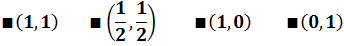 ■(1,1) ■(1/2,1/2) ■(1,0) ■(0,1)